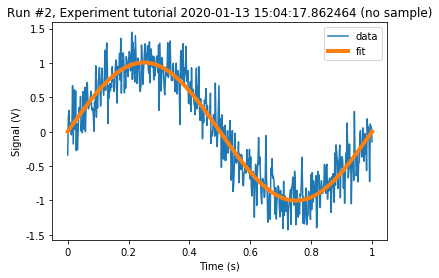 Run #2, Experiment tutorial 2020-01-13 15:04:17.862464 (no sample)
data
fit
Signal (V)
1.5
1
0.5
0
-0.5
-1
-1.5
0
0.2
0.4
0.6
0.8
1
Time (s)